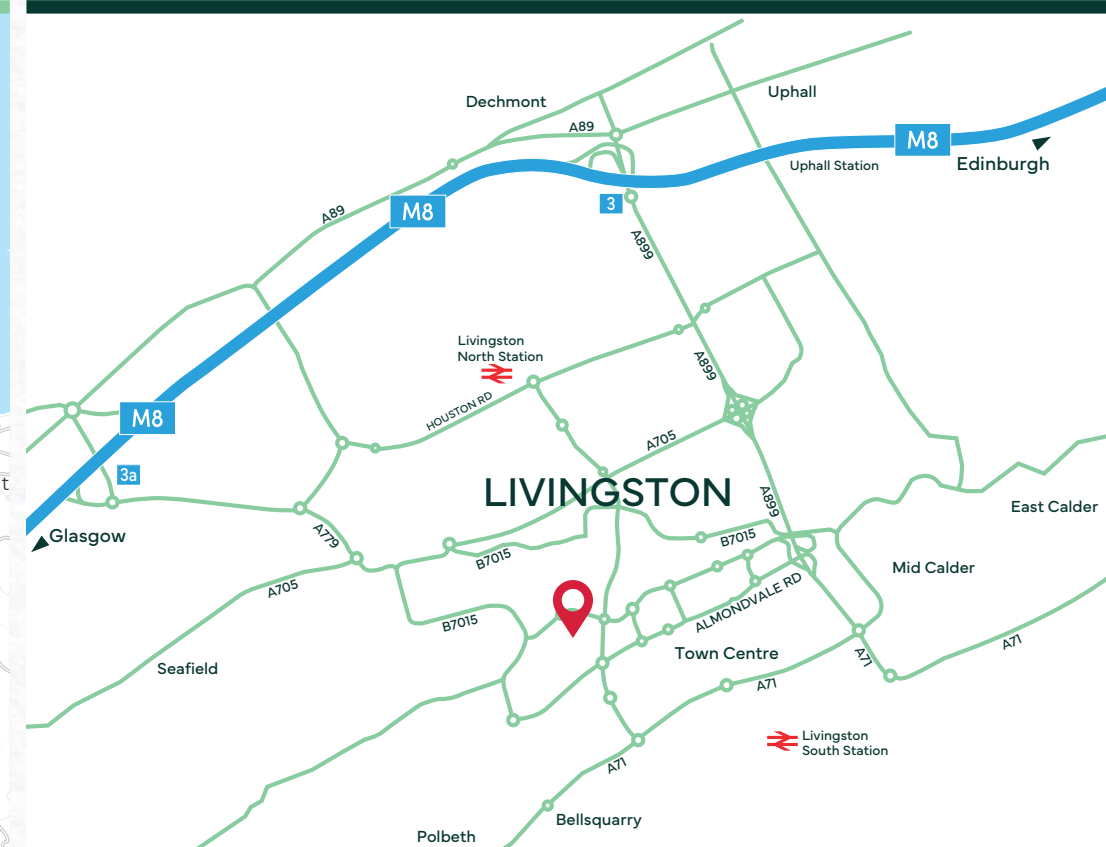 Uphall
Dechmont
A89
M8
Uphall Station
Edinburgh
3
M8
A89
A899
Livingston
North Station
A899
HOUSTON RD
M8
A705
3a
t
LIVINGSTON
A899
East Calder
Glasgow
A779
B7015
B7015
Mid Calder
A705
ALMONDVALE RD
B7015
A71
Town Centre
A71
Seafield
A71
Livingston
South Station
A71
Bellsquarry
Polbeth